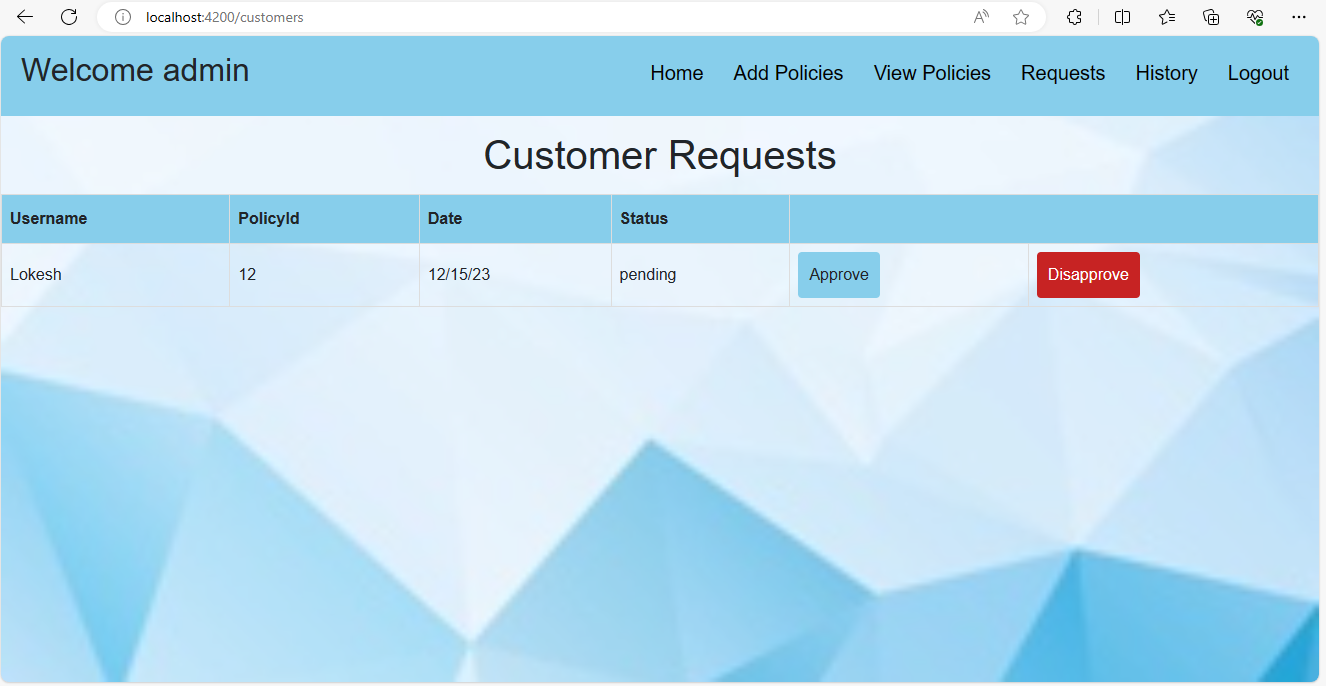 localhost:4200/customers
Welcome admin Home Add Policies View Policies Requests History Logout
Customer Requests
Username PolicyId Date Status
Lokesh 12 12/15/23 pending Approve Disapprove